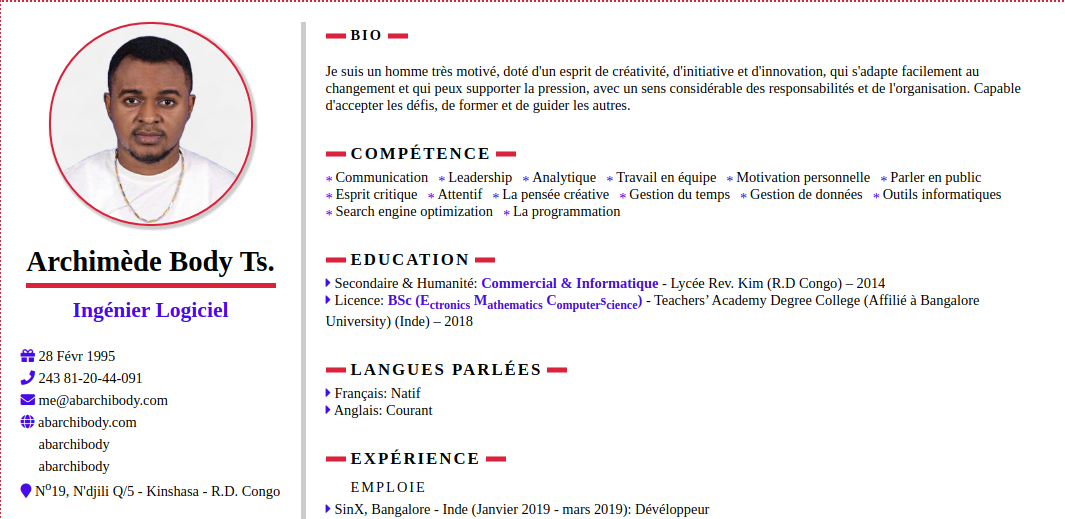 Archimède Body Ts.
Ingénier Logiciel
28 Févr 1995
243 81-20-44-091
me@abarchibody.com
abarchibody.com
abarchibody
abarchibody
Nº19, N'djili Q/5 - Kinshasa - R.D. Congo
BIO
Je suis un homme très motivé, doté d'un esprit de créativité, d'initiative et d'innovation, qui s'adapte facilement au
changement et qui peux supporter la pression, avec un sens considérable des responsabilités et de l'organisation. Capable
d'accepter les défis, de former et de guider les autres.
COMPÉTENCE
* Communication * Leadership * Analytique * Travail en équipe * Motivation personnelle * Parler en public
* Esprit critique * Attentif * La pensée créative * Gestion du temps * Gestion de données * Outils informatiques
* Search engine optimization * La programmation
EDUCATION
Secondaire & Humanité: Commercial & Informatique - Lycée Rev. Kim (R.D Congo) – 2014
Licence: BSc (Ectronics Mathematics Computerscience) - Teachers’ Academy Degree College (Affilié à Bangalore
University) (Inde) – 2018
LANGUES PARLÉES
Français: Natif
Anglais: Courant
EXPÉRIENCE
EMPLOIE
SinX, Bangalore - Inde (Janvier 2019 - mars 2019): Dévéloppeur